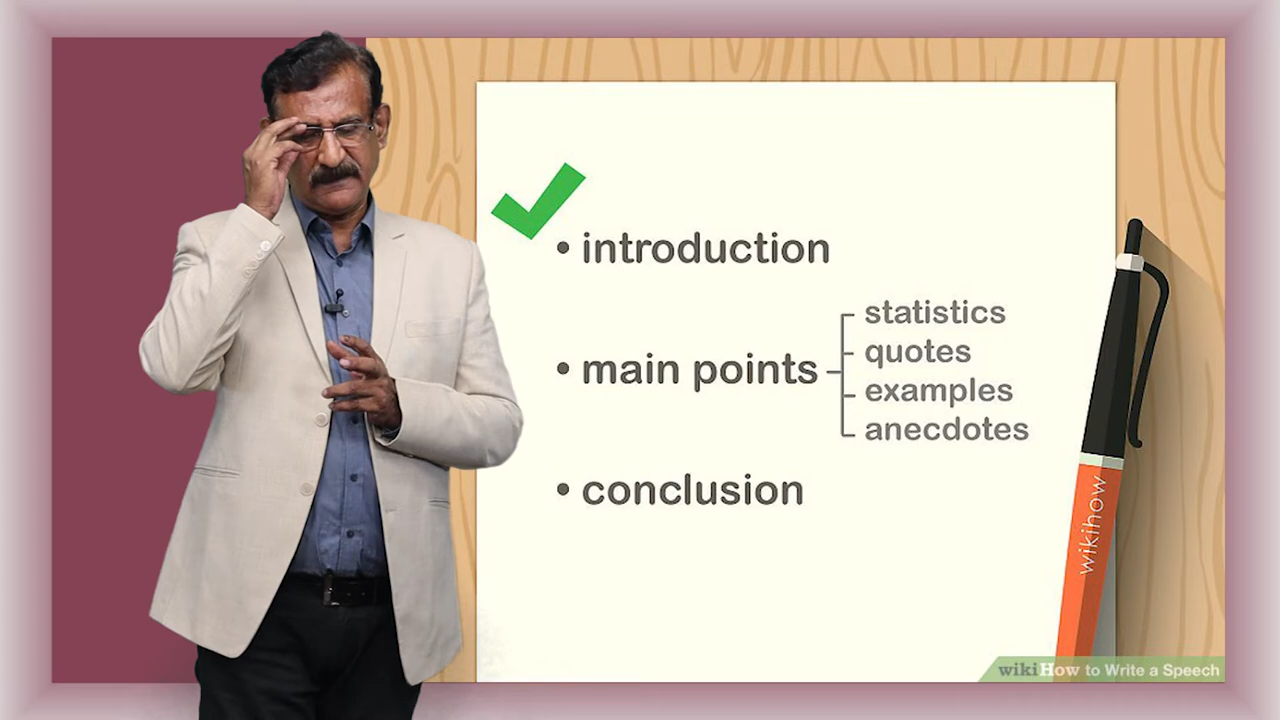 • introduction
• main points
statistics
quotes
examples
anecdotes
• conclusion
wikihow
wikiHow to Write a Speech